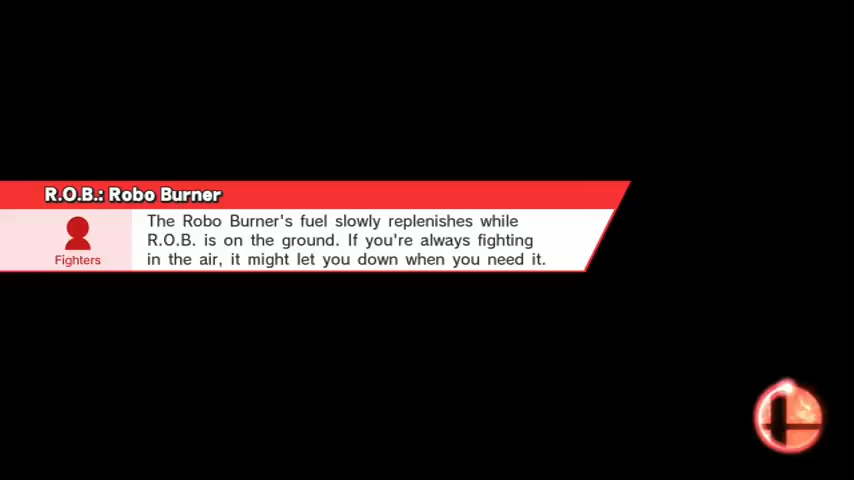 R.O.B.: Robo Burner
The Robo Burner's fuel slowly replenishes while
R.O.B. is on the ground. If you're always fighting
in the air, it might let you down when you need it.
Fighters